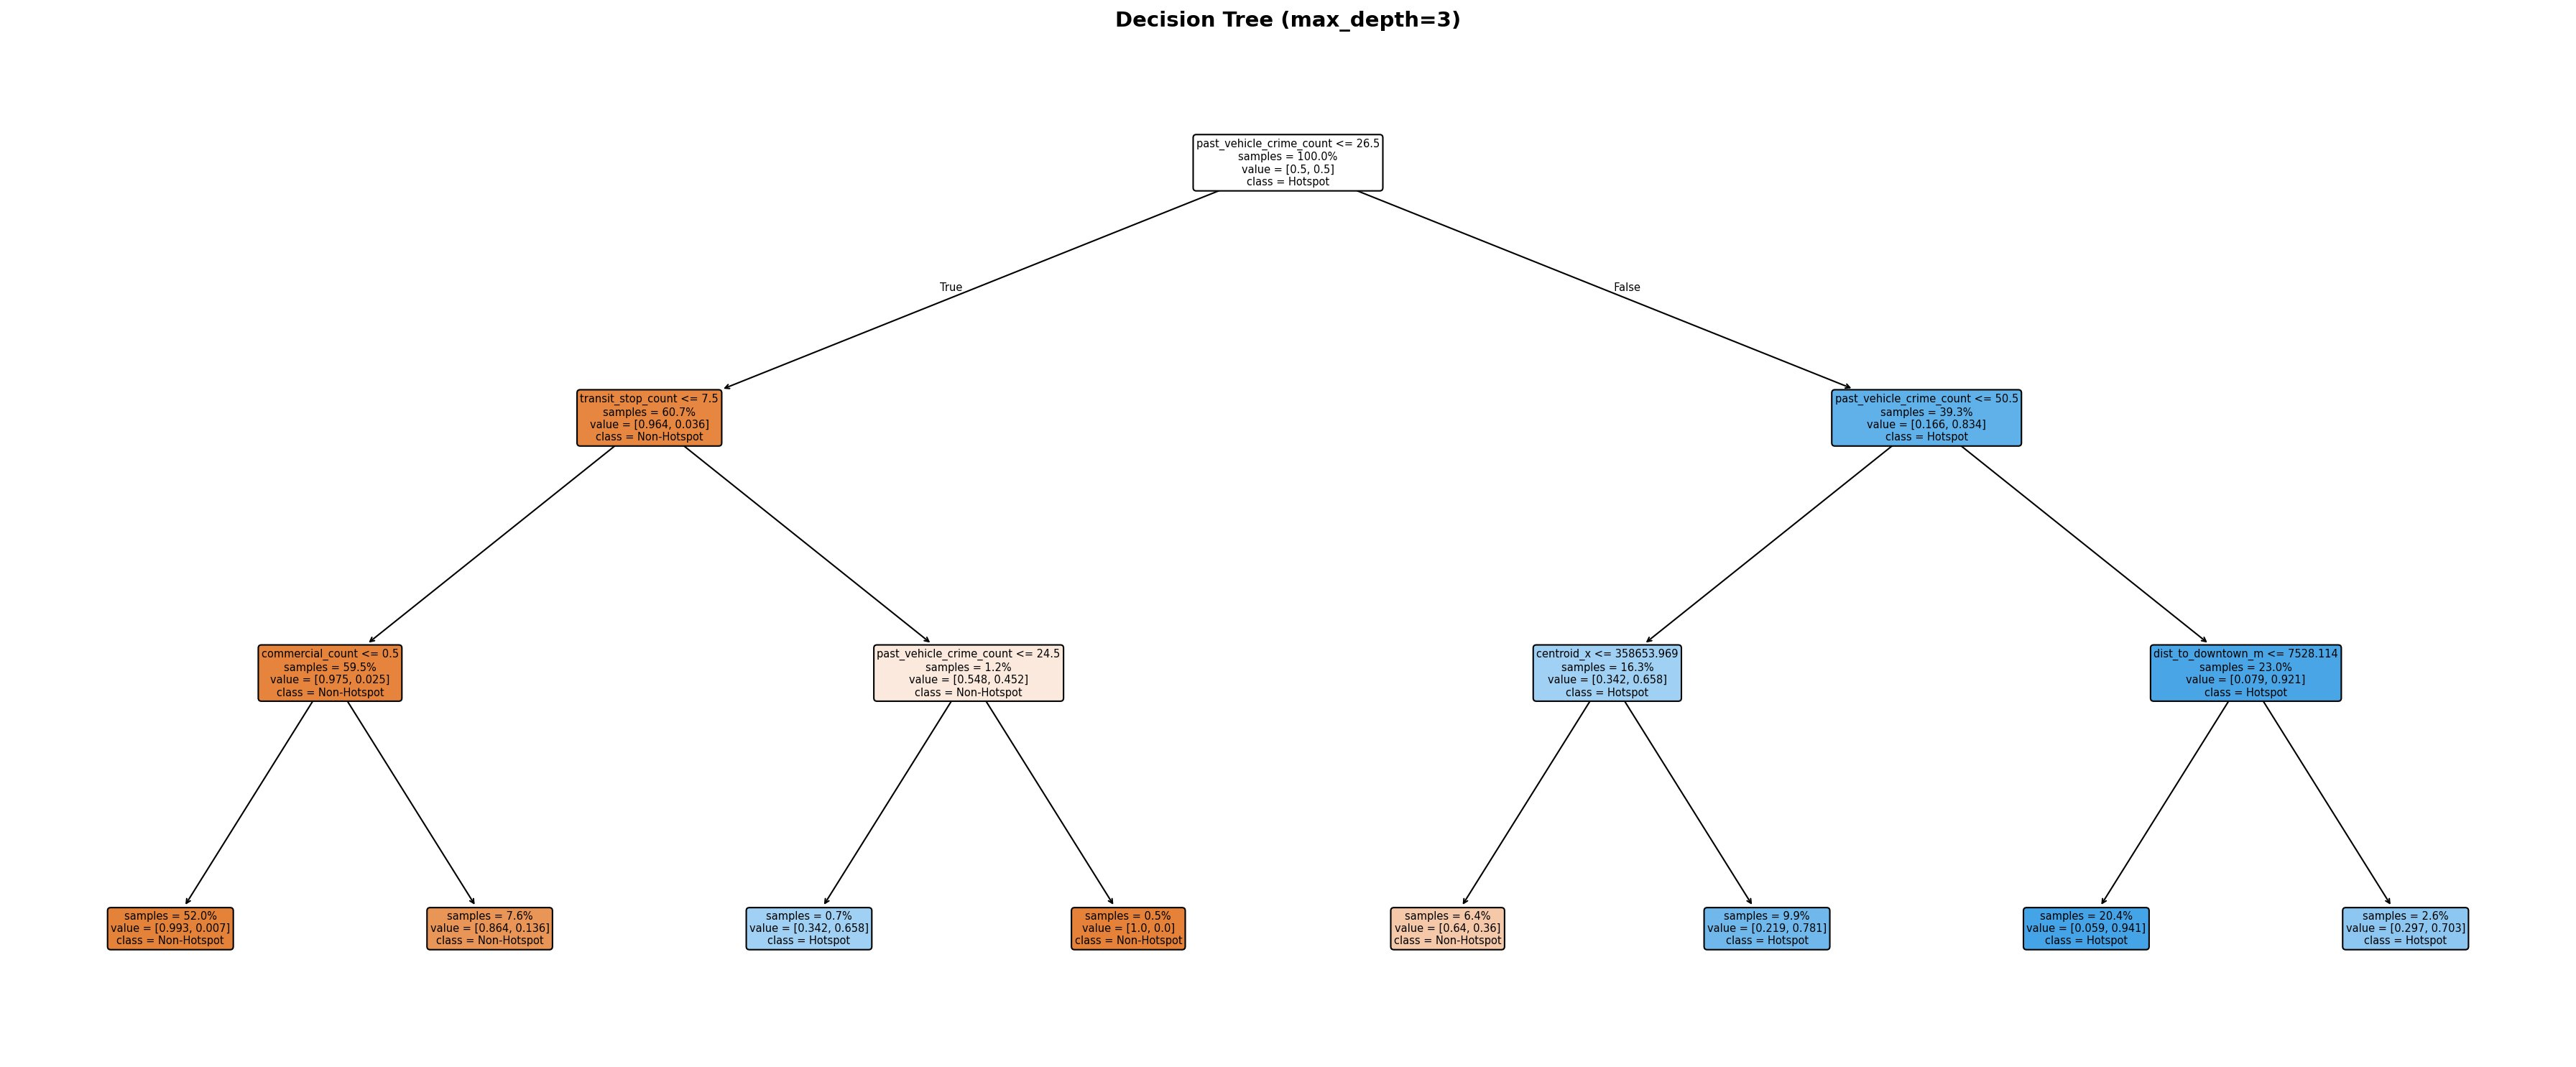 Decision Tree (max_depth=3)
past_vehicle_crime_count <= 26.5
samples = 100.0%
value = [0.5, 0.5]
class = Hotspot
True
False
transit_stop_count <= 7.5
samples = 60.7%
value = [0.964, 0.036]
class = Non-Hotspot
past_vehicle_crime_count <= 50.5
samples = 39.3%
value = [0.166, 0.834]
class = Hotspot
commercial_count <= 0.5
samples = 59.5%
value = [0.975, 0.025]
class = Non-Hotspot
past_vehicle_crime_count <= 24.5
samples = 1.2%
value = [0.548, 0.452]
class = Non-Hotspot
centroid_x <= 358653.969
samples = 16.3%
value = [0.342, 0.658]
class = Hotspot
dist_to_downtown_m <= 7528.114
samples = 23.0%
value = [0.079, 0.921]
class = Hotspot
samples = 52.0%
value = [0.993, 0.007]
class = Non-Hotspot
samples = 7.6%
value = [0.864, 0.136]
class = Non-Hotspot
samples = 0.7%
value = [0.342, 0.658]
class = Hotspot
samples = 0.5%
value = [1.0, 0.0]
class = Non-Hotspot
samples = 6.4%
value = [0.64, 0.36]
class = Non-Hotspot
samples = 9.9%
value = [0.219, 0.781]
class = Hotspot
samples = 20.4%
value = [0.059, 0.941]
class = Hotspot
samples = 2.6%
value = [0.297, 0.703]
class = Hotspot